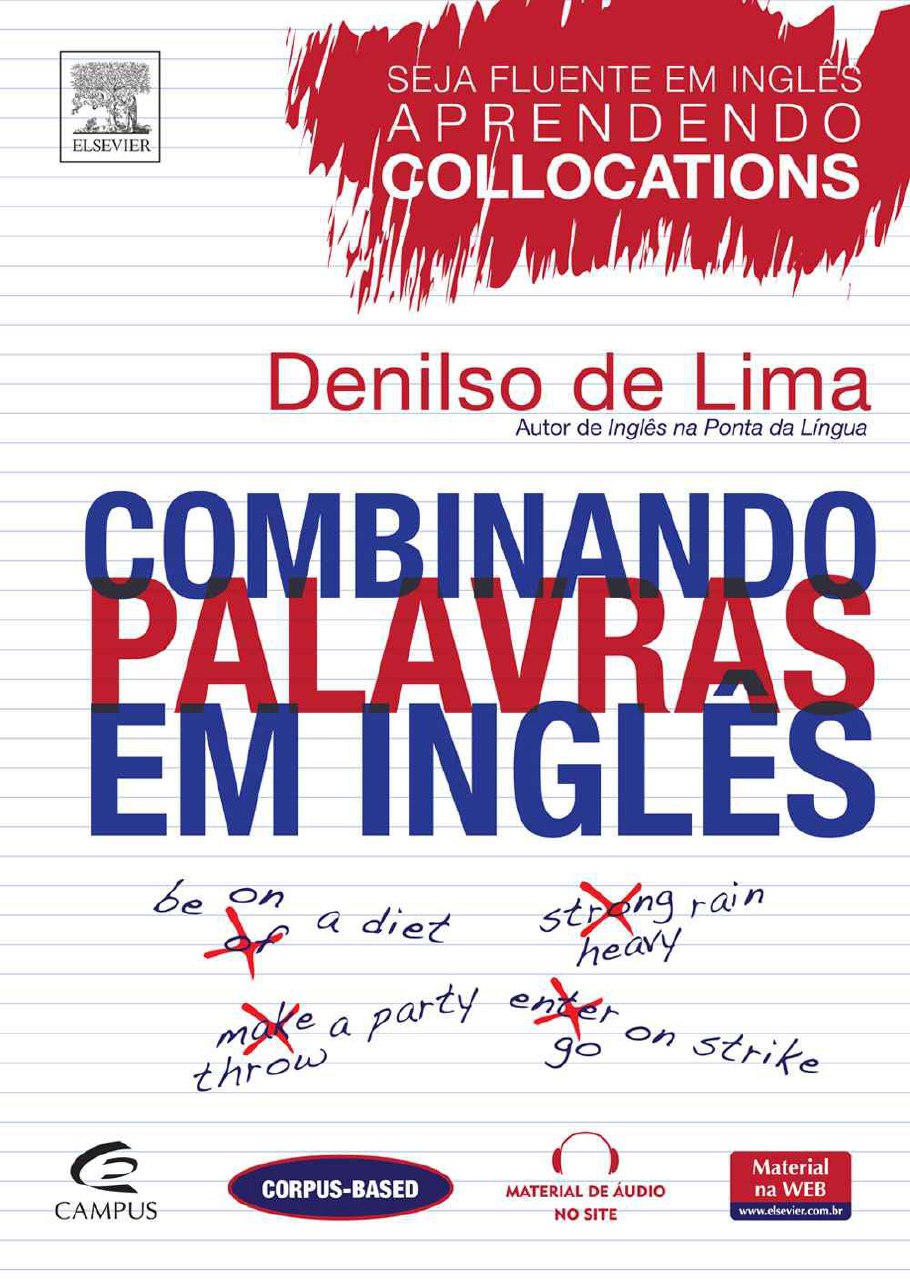 ELSEVIER
SEJA FLUENTE EM INGLÊS
APRENDENDO
COLLOCATIONS
Denilso de Lima
Autor de Inglês na Ponta da Língua
COMBINANDO
PALAVRAS
EM INGLÊS
be on
of a diet
strong rain
heavy
make a party
throw
enter on strike
go
CAMPUS
CORPUS-BASED
MATERIAL DE ÁUDIO
NO SITE
Material
na WEB
www.elsevier.com.br